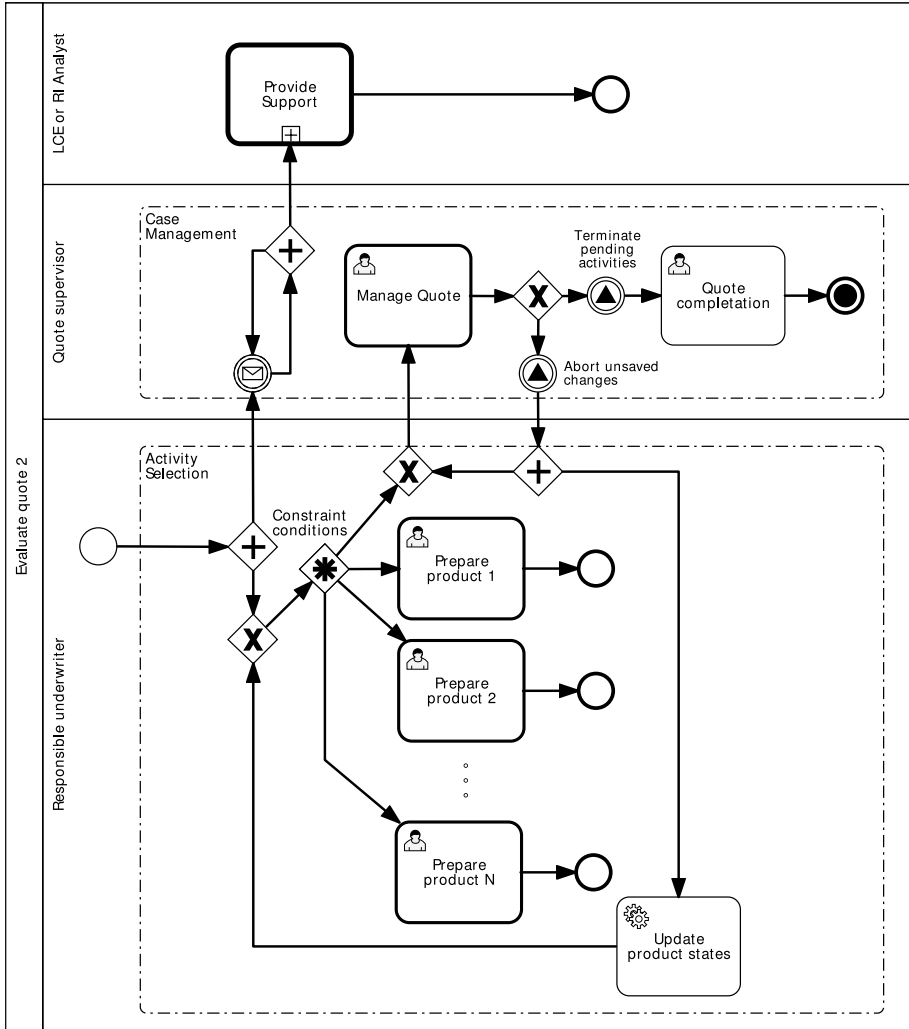 Evaluate quote 2
LCE or RI Analyst
Provide
Support
Quote supervisor
Case
Management
Manage Quote
Terminate
pending
activities
Quote
completation
Abort unsaved
changes
Responsible underwriter
Activity
Selection
Constraint
conditions
Prepare
product 1
Prepare
product 2
Prepare
product N
Update
product states